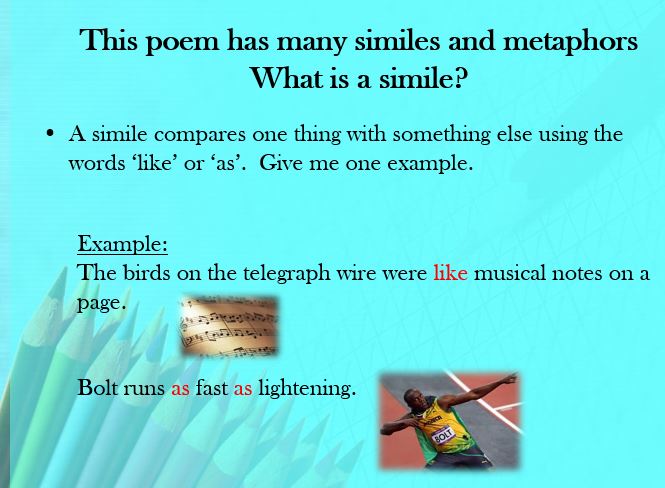 This poem has many similes and metaphors
What is a simile?
• A simile compares one thing with something else using the
words ‘like’ or ‘as’.  Give me one example.
Example:
The birds on the telegraph wire were like musical notes on a
page.
Bolt runs as fast as lightening.
BOLT